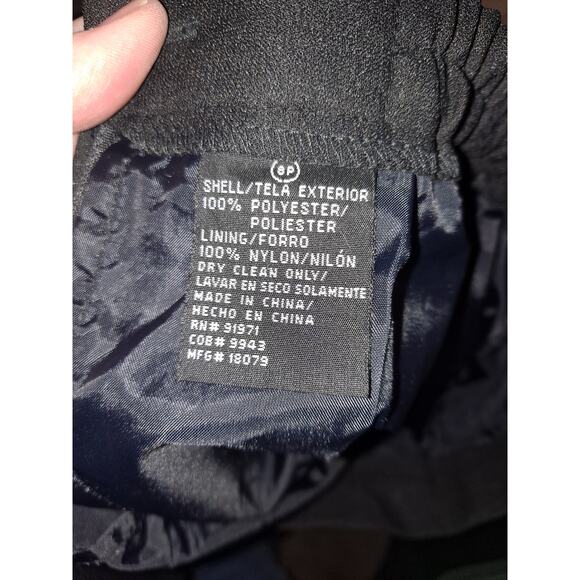 6P
SHELL/TELA EXTERIOR
100% POLYESTER/
POLIESTER
LINING/FORRO
100% NYLON/NILÓN
DRY CLEAN ONLY/
LAVAR EN SECO SOLAMENTE
MADE IN CHINA/
HECHO EN CHINA
RN# 91971
COB# 9943
MFG# 18079